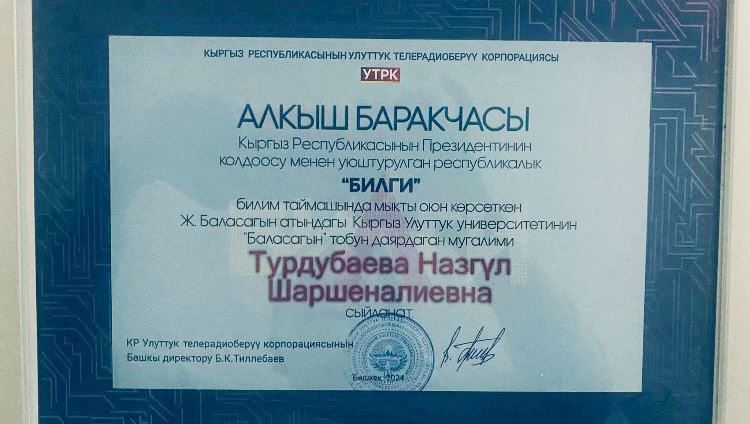 КЫРГЫЗ РЕСПУБЛИКАСЫНЫН УЛУТТУК ТЕЛЕРАДИОБЕРҮҮ КОРПОРАЦИЯСЫ
УТРК
АЛКЫШ БАРАКЧАСЫ
Кыргыз Республикасынын Президентинин
колдоосу менен уюштурулган республикалык
“БИЛГИ”
билим таймашында мыкты оюн көрсөткөн
Ж. Баласагын атындагы Кыргыз Улуттук университетинин
"Баласагын" тобун даярдаган мугалими
Турдубаева Назгүл
Шаршеналиевна
сыйланат
КР Улуттук телерадиоберүү корпорациясынын
Башкы директору Б.К.Тиллебаев
Бишкек -2024